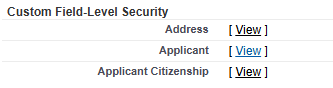 Custom Field-Level Security
Address [ View ]
Applicant [ View ]
Applicant Citizenship [ View ]